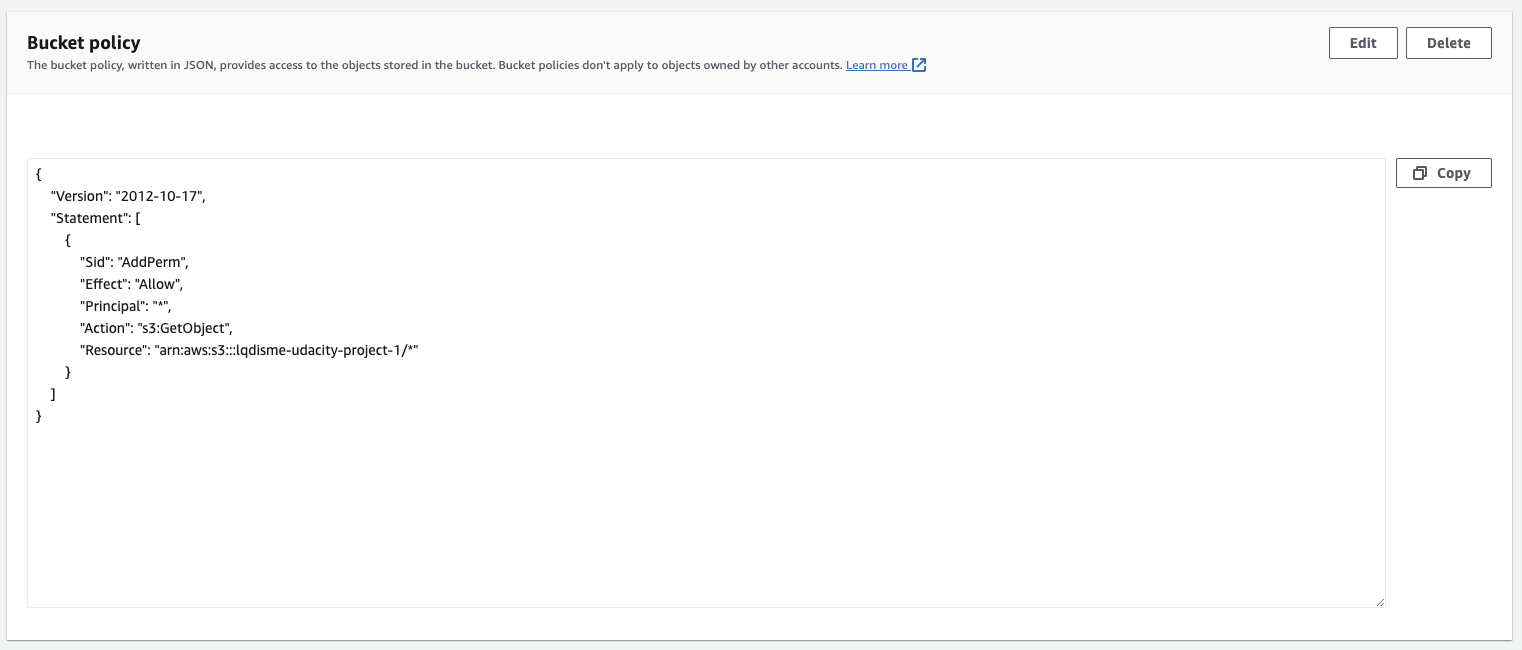 Bucket policy
Edit
Delete
The bucket policy, written in JSON, provides access to the objects stored in the bucket. Bucket policies don't apply to objects owned by other accounts. Learn more
Copy
{
"Version": "2012-10-17",
"Statement": [
{
"Sid": "AddPerm",
"Effect": "Allow",
"Principal": "*",
"Action": "s3:GetObject",
"Resource": "arn:aws:s3:::lqdisme-udacity-project-1/*"
}
]
}